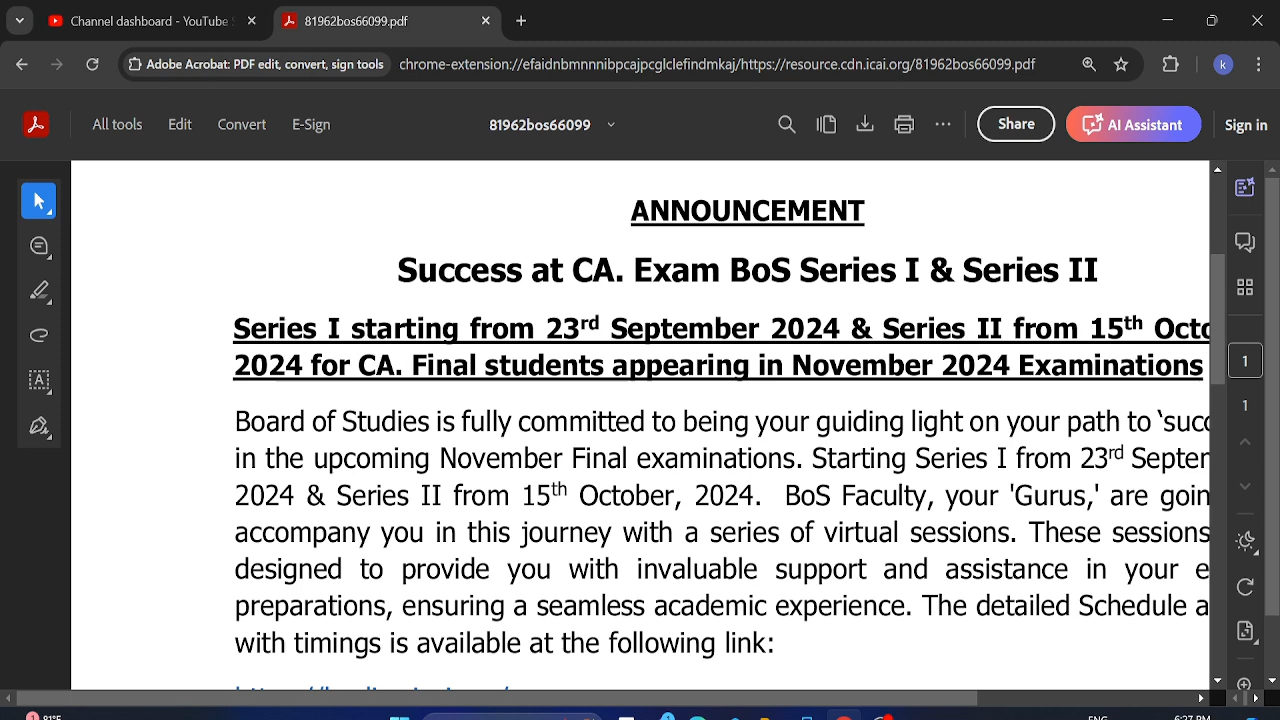 Channel dashboard - YouTube
81962bos66099.pdf
Adobe Acrobat: PDF edit, convert, sign tools
chrome-extension://efaidnbmnnnibpcajpcglclefindmkaj/https://resource.cdn.icai.org/81962bos66099.pdf
k
All tools
Edit
Convert
E-Sign
81962bos66099
Share
AI Assistant
Sign in
ANNOUNCEMENT
Success at CA. Exam BoS Series I & Series II
Series I starting from 23rd September 2024 & Series II from 15th Octo
2024 for CA. Final students appearing in November 2024 Examinations
Board of Studies is fully committed to being your guiding light on your path to ‘succ
in the upcoming November Final examinations. Starting Series I from 23rd Septer
2024 & Series II from 15th October, 2024. BoS Faculty, your 'Gurus,' are goin
accompany you in this journey with a series of virtual sessions. These sessions
designed to provide you with invaluable support and assistance in your e
preparations, ensuring a seamless academic experience. The detailed Schedule a
with timings is available at the following link:
1
1
1
81°F
ENG
6:27 PM